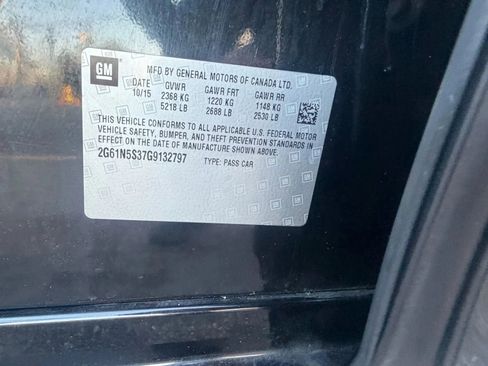 GM
MFD BY GENERAL MOTORS OF CANADA LTD.
DATE GVWR GAWR FRT GAWR RR
10/15 2368 KG 1220 KG 1148 KG
5218 LB 2688 LB 2530 LB
THIS VEHICLE CONFORMS TO ALL APPLICABLE U.S. FEDERAL MOTOR
VEHICLE SAFETY, BUMPER, AND THEFT PREVENTION STANDARDS IN
EFFECT ON THE DATE OF MANUFACTURE SHOWN ABOVE.
2G61N5S37G9132797 TYPE: PASS CAR